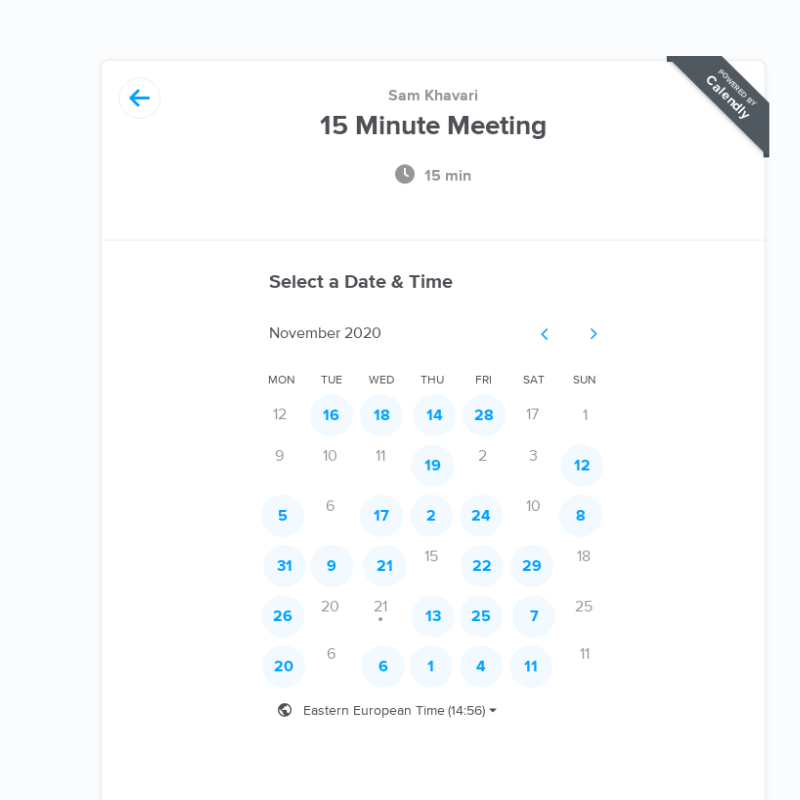 Sam Khavari
15 Minute Meeting
POWERED BY
Calendly
15 min
Select a Date & Time
November 2020
MON TUE WED THU FRI SAT SUN
12 16 18 14 28 17 1
9 10 11 19 2 3 12
5 6 17 2 24 10 8
31 9 21 15 22 29 18
26 20 21 13 25 7 25
20 6 6 1 4 11 11
Eastern European Time (14:56)